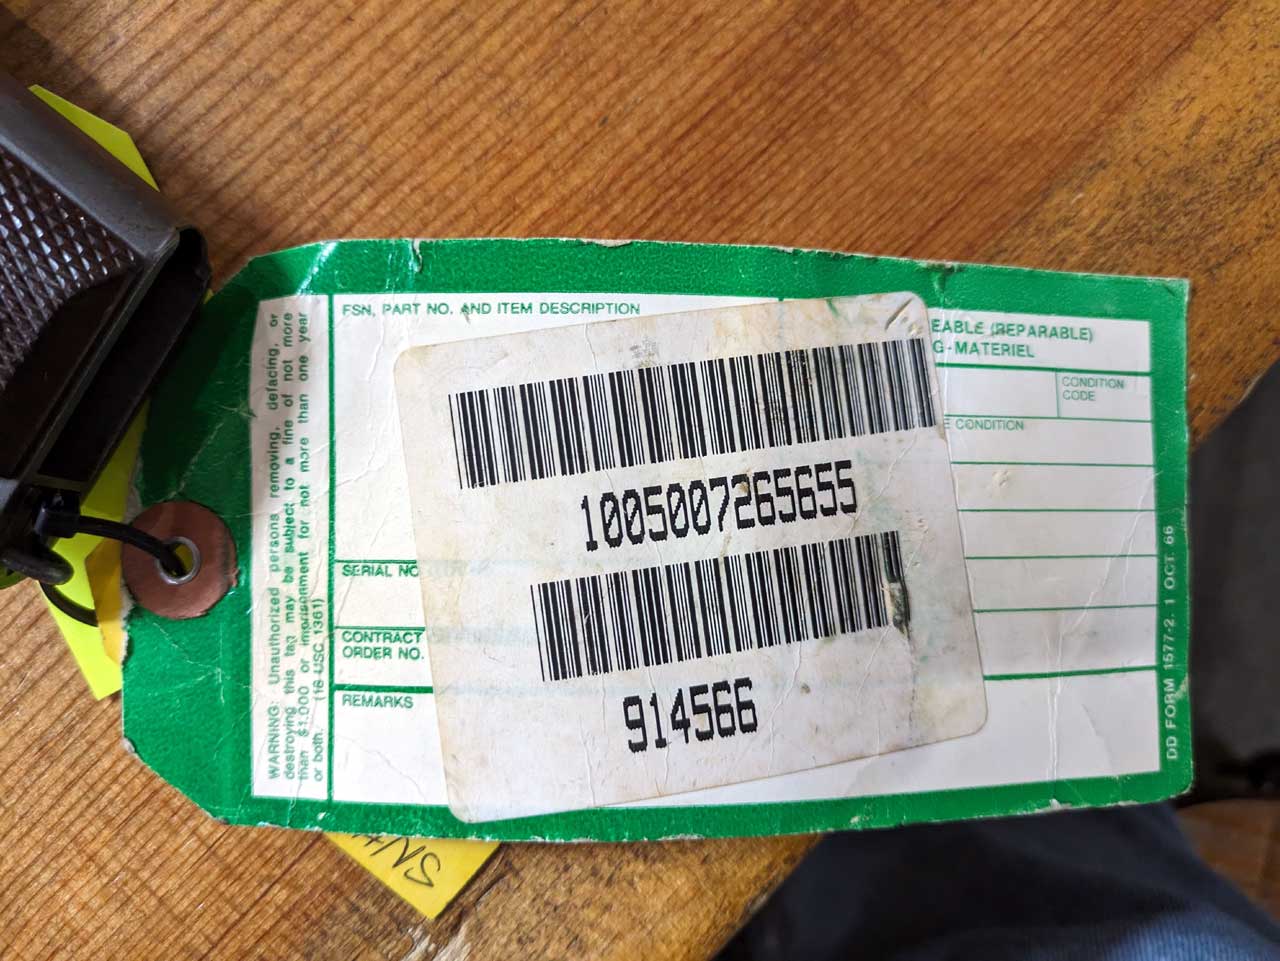 WARNING: Unauthorized persons removing, defacing, or
destroying this tag may be subject to a fine of not more
than $1,000 or imprisonment for not more than one year
or both. (18 USC 1361)
FSN, PART NO. AND ITEM DESCRIPTION
EABLE (REPARABLE)
G-MATERIEL
CONDITION
CODE
E CONDITION
1005007265655
SERIAL NO
CONTRACT
ORDER NO.
914566
REMARKS
DD FORM 1577-2, 1 OCT. 66
SN/